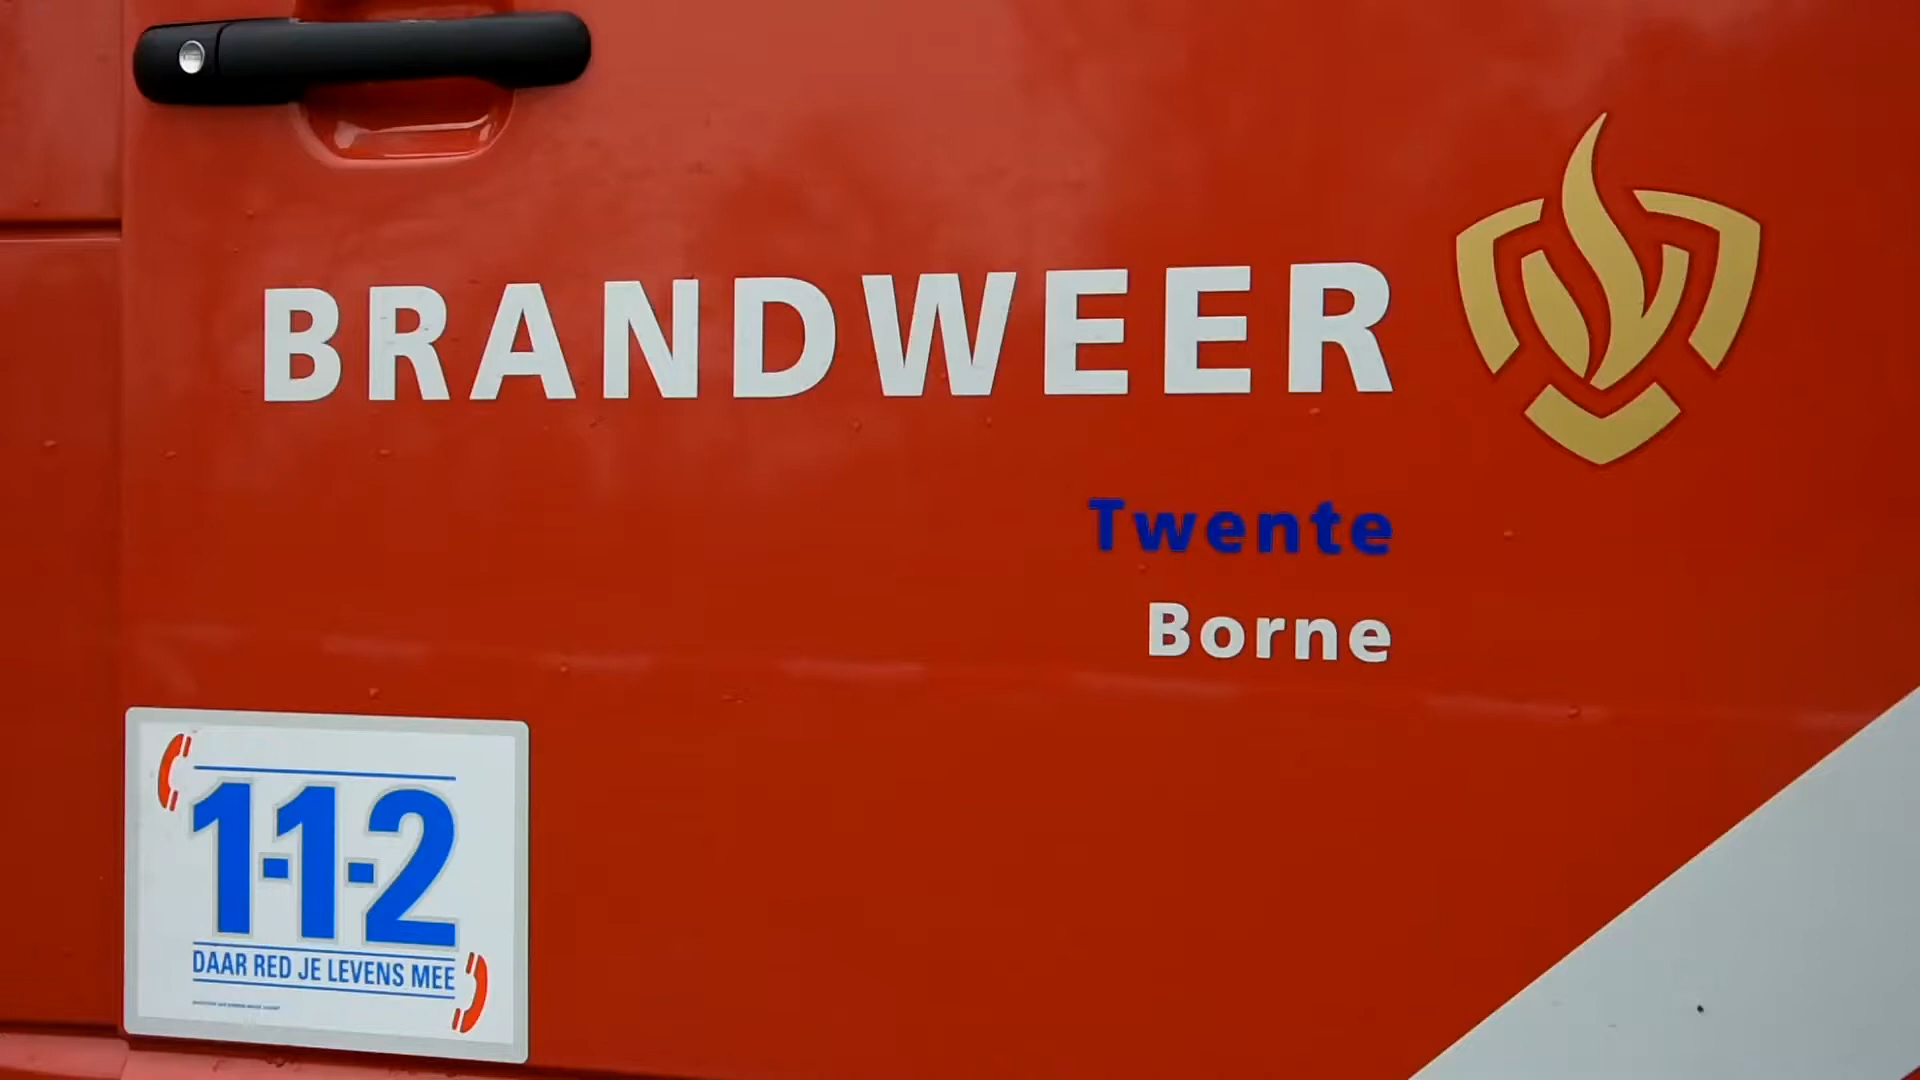 BRANDWEER
Twente
Borne
1-1-2
DAAR RED JE LEVENS MEE